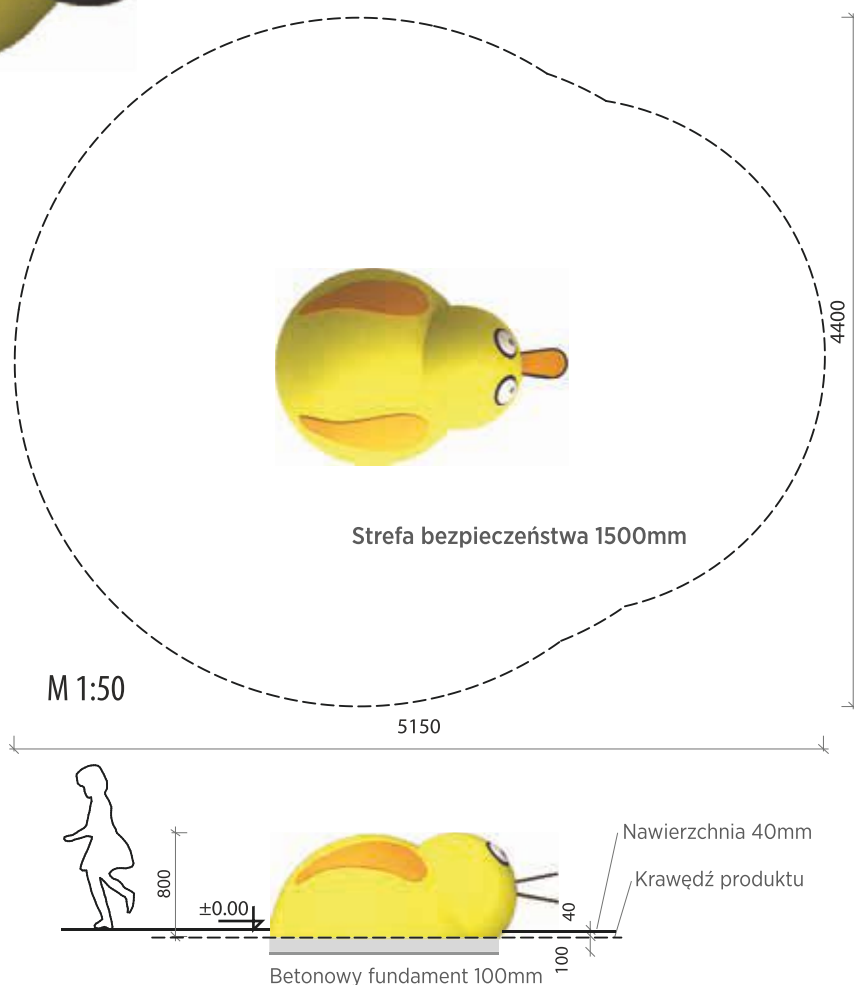 4400
Strefa bezpieczeństwa 1500mm
M 1:50
5150
Nawierzchnia 40mm
Krawędź produktu
800
±0.00
40
100
Betonowy fundament 100mm